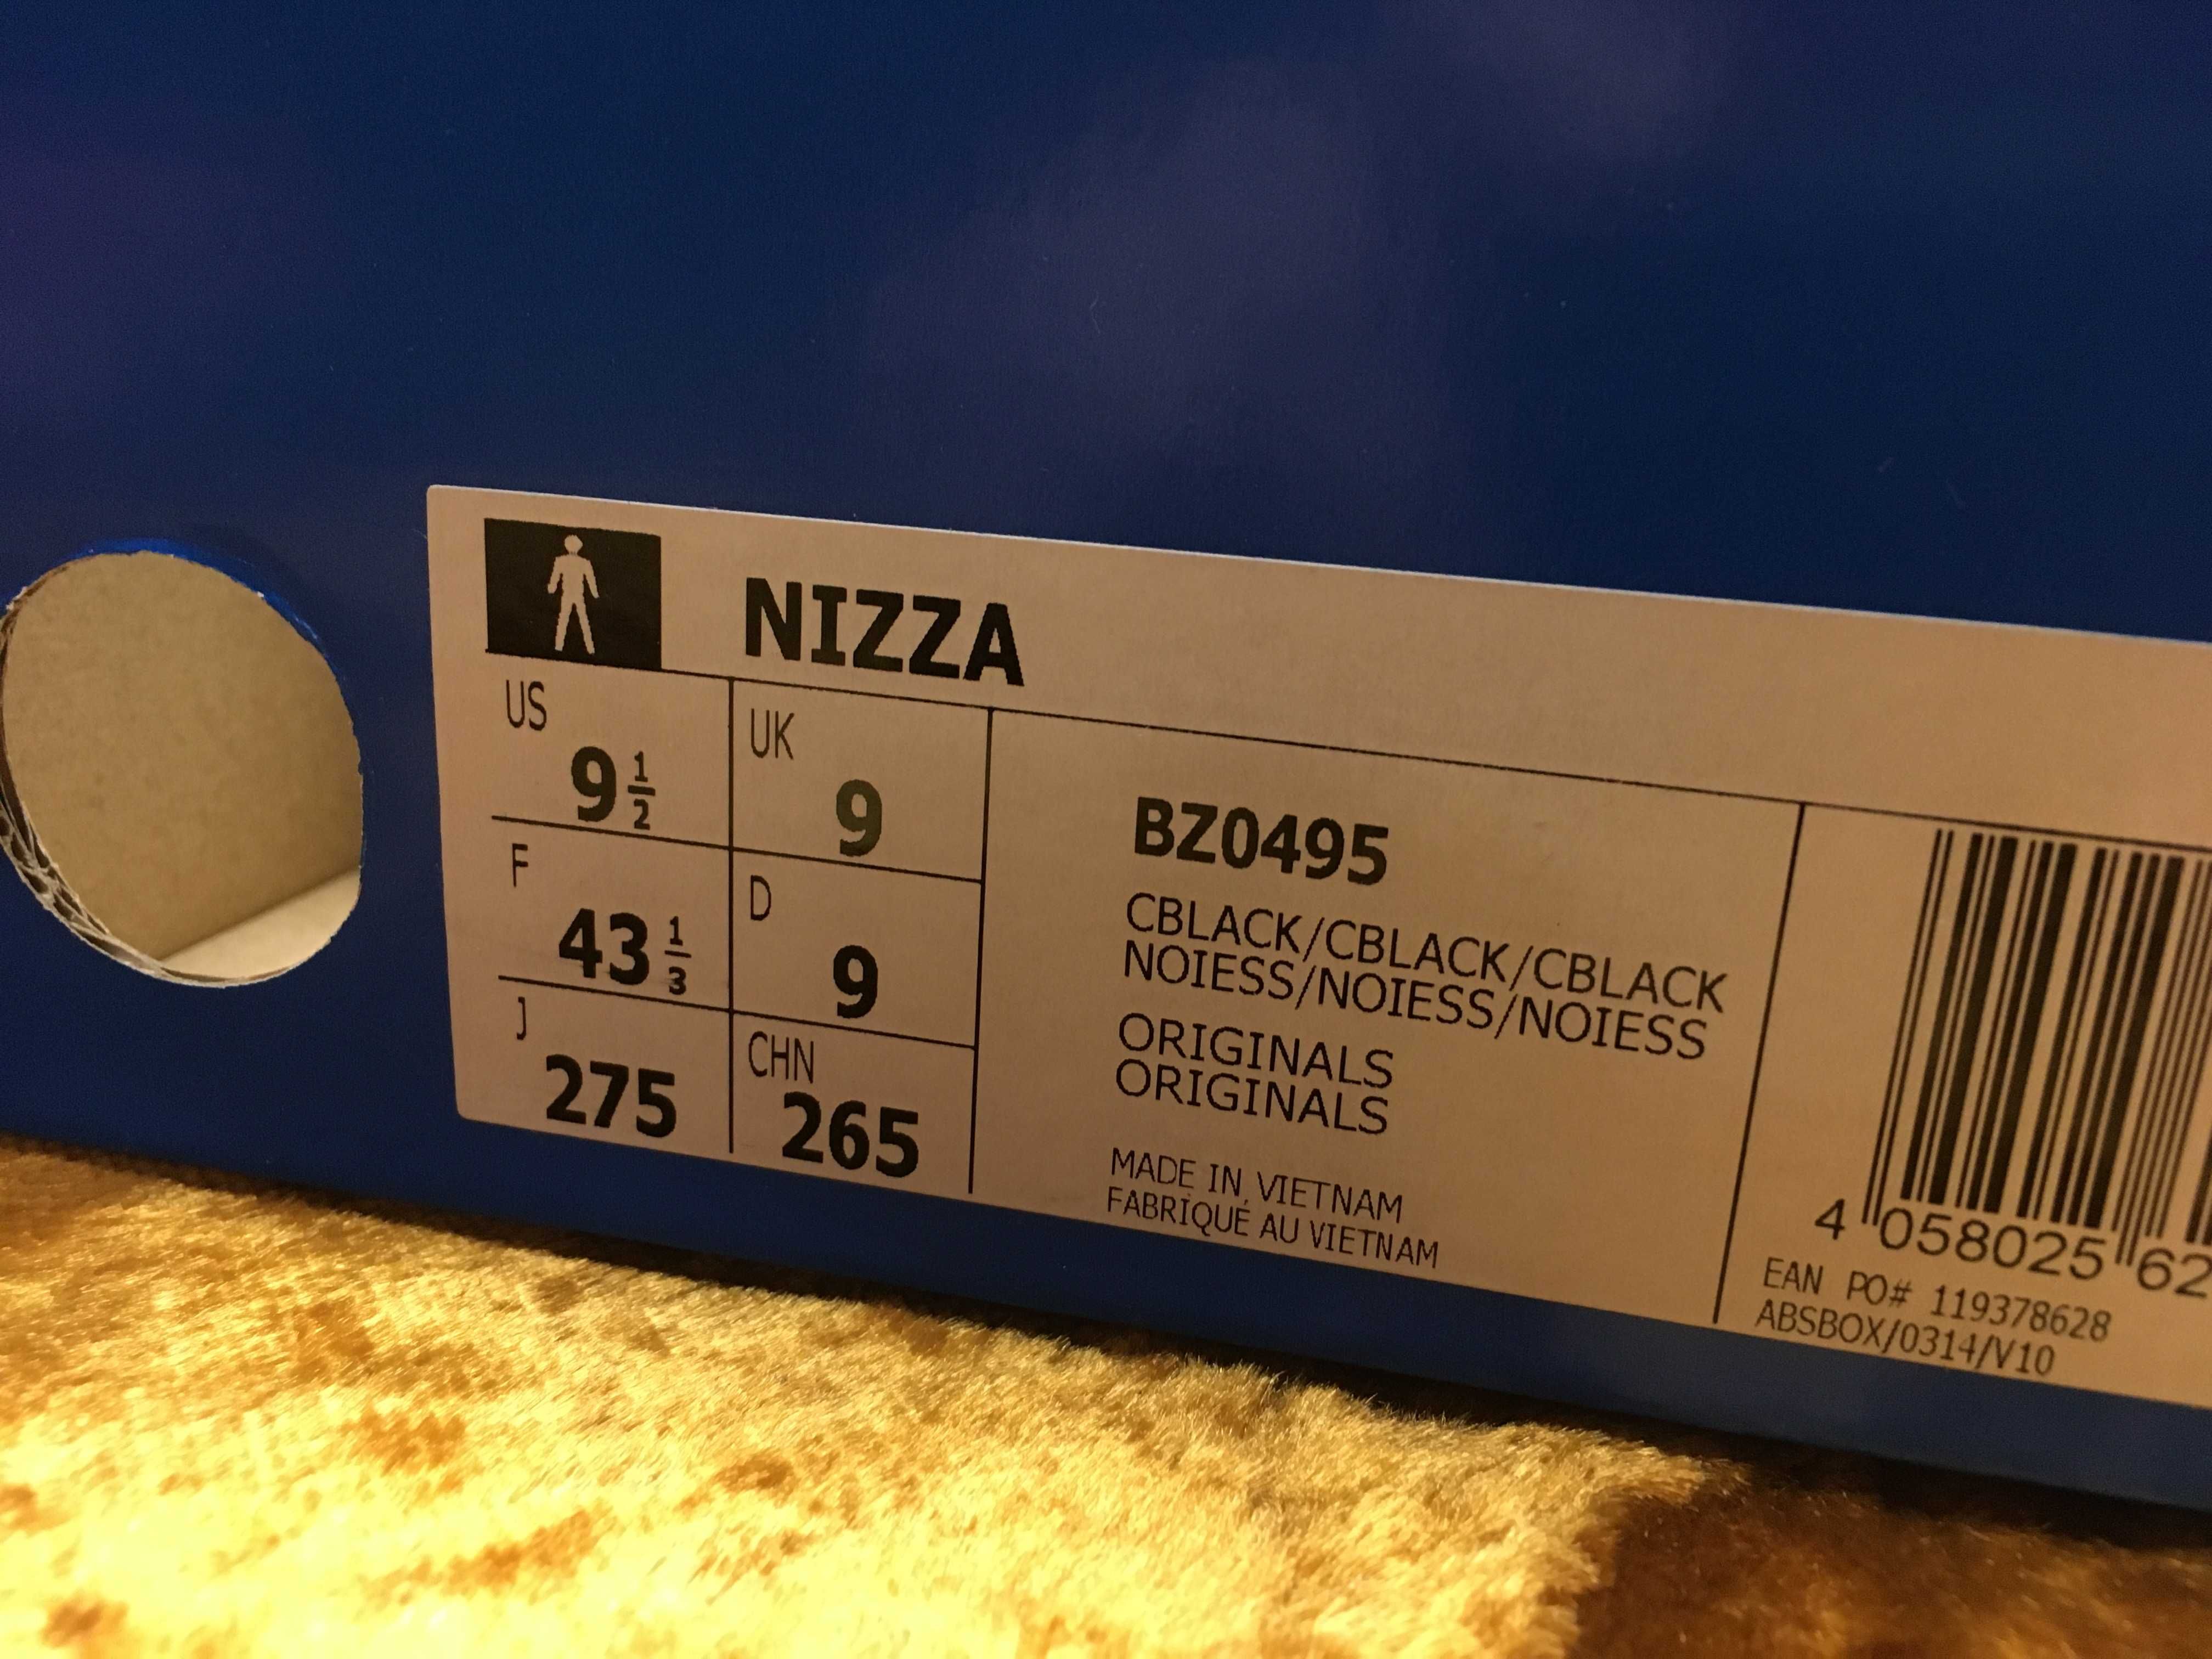 NIZZA
US
9 1/2
UK
9
F
43 1/3
D
9
J
275
CHN
265
BZ0495
CBLACK/CBLACK/CBLACK
NOIESS/NOIESS/NOIESS
ORIGINALS
ORIGINALS
MADE IN VIETNAM
FABRIQUÉ AU VIETNAM
4 058025 62
EAN PO# 119378628
ABSBOX/0314/V10